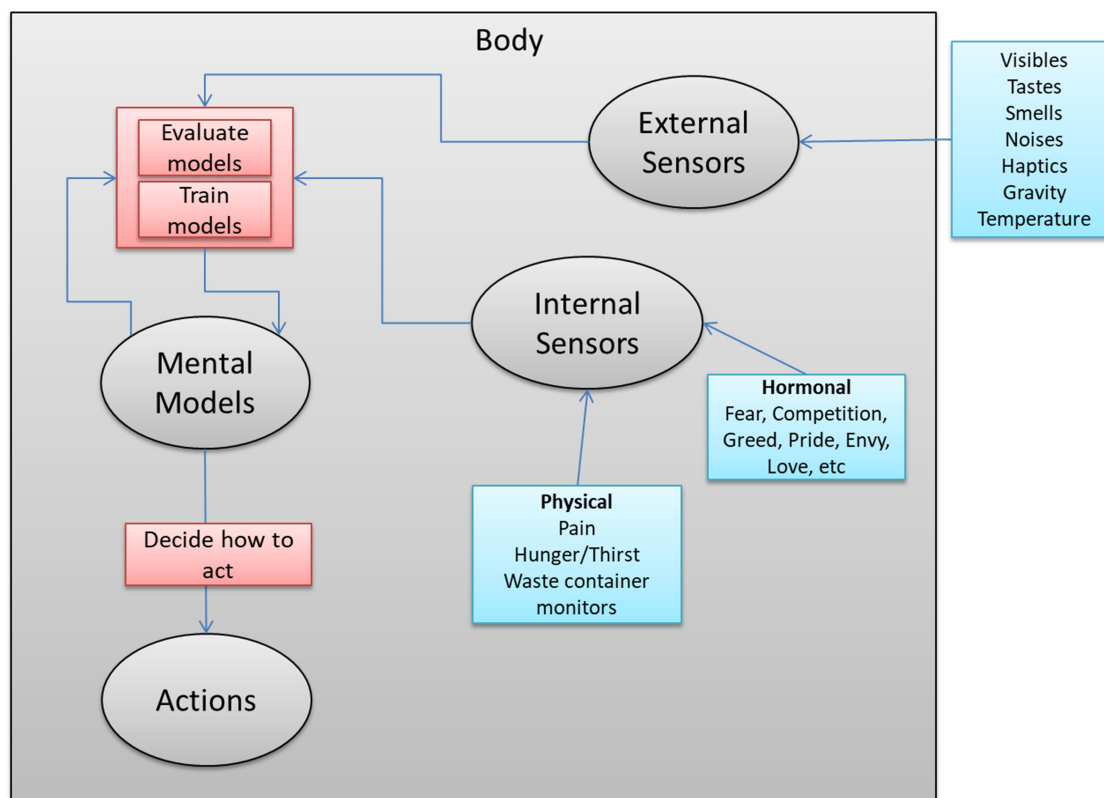 Body
Evaluate
models
Train
models
External
Sensors
Visibles
Tastes
Smells
Noises
Haptics
Gravity
Temperature
Internal
Sensors
Mental
Models
Hormonal
Fear, Competition,
Greed, Pride, Envy,
Love, etc
Physical
Pain
Hunger/Thirst
Waste container
monitors
Decide how to
act
Actions